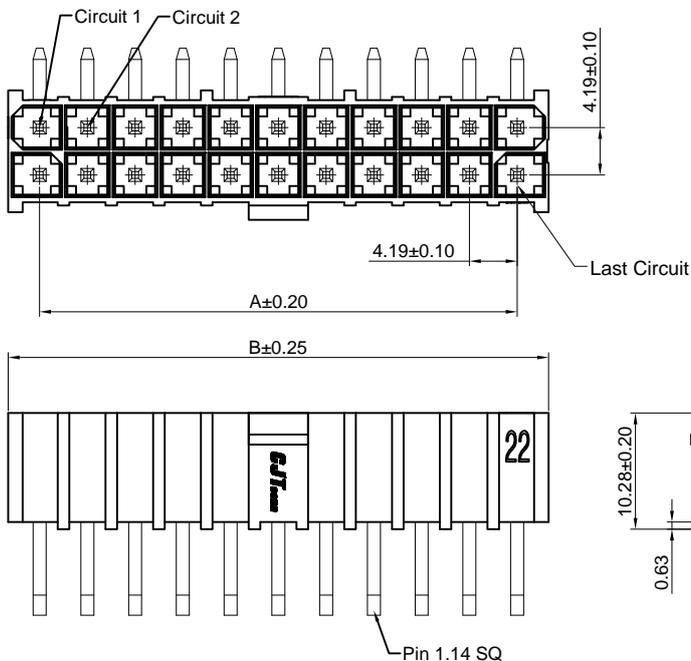 Circuit 1
Circuit 2
4.19±0.10
4.19±0.10
Last Circuit
A±0.20
B±0.25
22
CJT
10.28±0.20
0.63
Pin 1.14 SQ